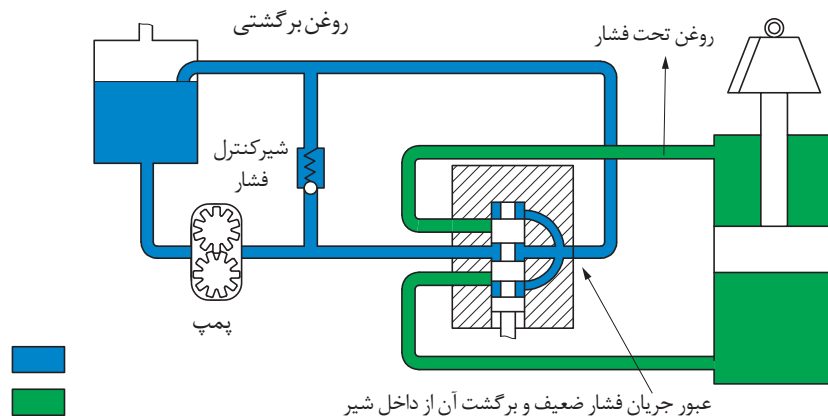 روغن برگشتی
روغن تحت فشار
شیرکنترل
فشار
پمپ
عبور جریان فشار ضعیف و برگشت آن از داخل شیر